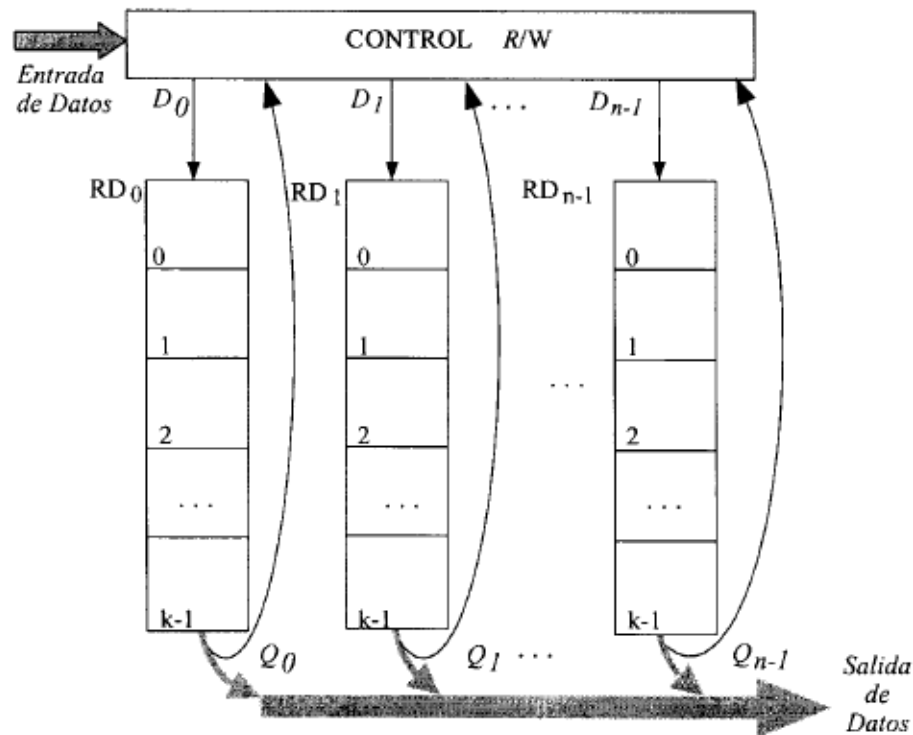 CONTROL R/W
Entrada
de Datos
D0 D1 ... Dn-1
RD0 RD1 RDn-1
0 0 0
1 1 1
...
2 2 2
... ... ...
k-1 k-1 k-1
Q0 Q1 ... Qn-1
Salida
de
Datos